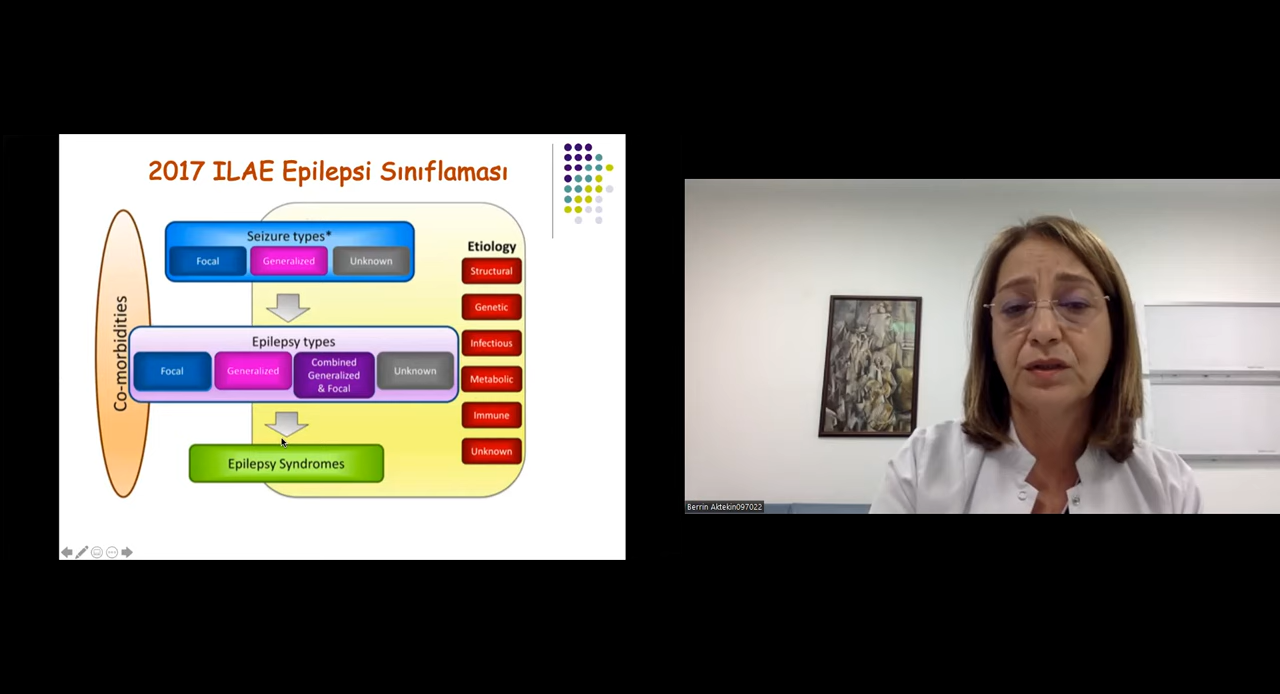 2017 ILAE Epilepsi Sınıflaması
Co-morbidities
Seizure types*
Focal
Generalized
Unknown
Epilepsy types
Focal
Generalized
Combined
Generalized
& Focal
Unknown
Epilepsy Syndromes
Etiology
Structural
Genetic
Infectious
Metabolic
Immune
Unknown
Berrin Aktekin097022